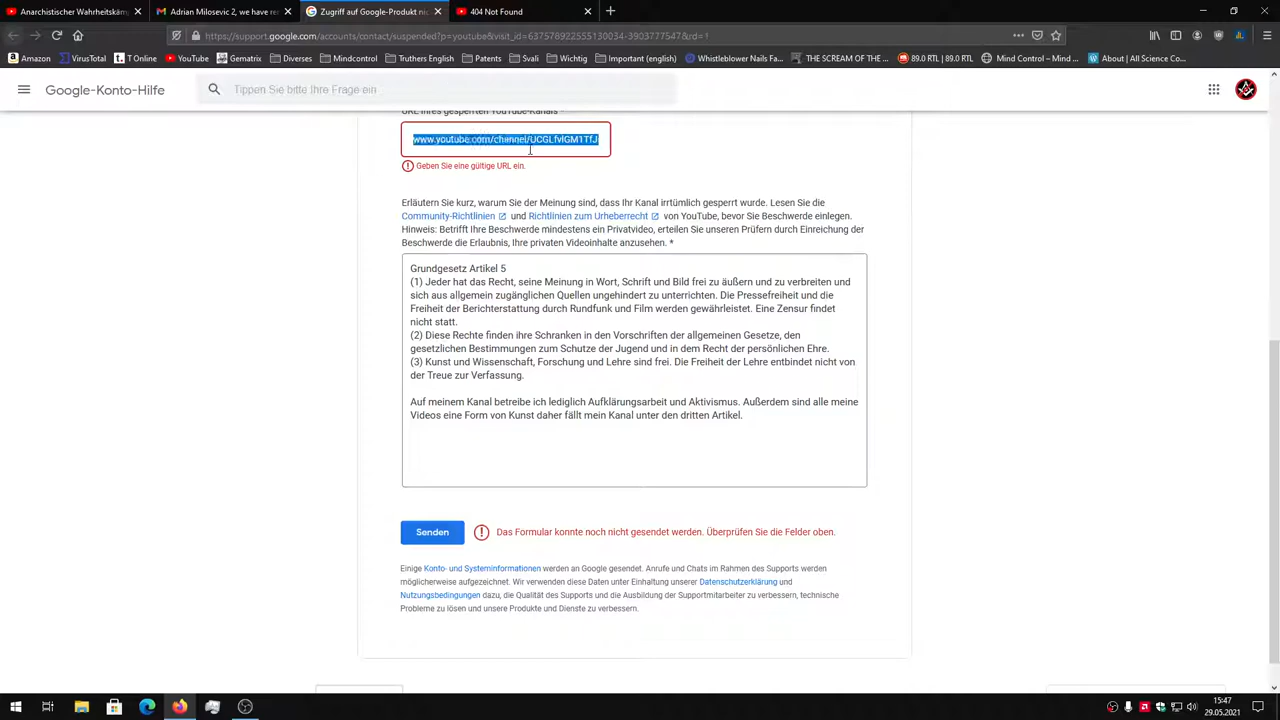 Anarchistischer Wahrheitskämp
Adrian Milosevic 2, we have re
Zugriff auf Google-Produkt nic
404 Not Found
https://support.google.com/accounts/contact/suspended?p=youtube&visit_id=637578922555130034-3903777547&rd=1
Amazon
VirusTotal
T Online
YouTube
Gematrix
Diverses
Mindcontrol
Truthers English
Patents
Svali
Wichtig
Important (english)
Whistleblower Nails Fa...
THE SCREAM OF THE ...
89.0 RTL | 89.0 RTL
Mind Control – Mind ...
About | All Science Co...
Google-Konto-Hilfe
Tippen Sie bitte Ihre Frage ein
URL Ihres gesperrten YouTube-Kanals *
www.youtube.com/channel/UCGLfvlGM1TfJ
Geben Sie eine gültige URL ein.
Erläutern Sie kurz, warum Sie der Meinung sind, dass Ihr Kanal irrtümlich gesperrt wurde. Lesen Sie die
Community-Richtlinien und Richtlinien zum Urheberrecht von YouTube, bevor Sie Beschwerde einlegen.
Hinweis: Betrifft Ihre Beschwerde mindestens ein Privatvideo, erteilen Sie unseren Prüfern durch Einreichung der
Beschwerde die Erlaubnis, Ihre privaten Videoinhalte anzusehen. *
Grundgesetz Artikel 5
(1) Jeder hat das Recht, seine Meinung in Wort, Schrift und Bild frei zu äußern und zu verbreiten und
sich aus allgemein zugänglichen Quellen ungehindert zu unterrichten. Die Pressefreiheit und die
Freiheit der Berichterstattung durch Rundfunk und Film werden gewährleistet. Eine Zensur findet
nicht statt.
(2) Diese Rechte finden ihre Schranken in den Vorschriften der allgemeinen Gesetze, den
gesetzlichen Bestimmungen zum Schutze der Jugend und in dem Recht der persönlichen Ehre.
(3) Kunst und Wissenschaft, Forschung und Lehre sind frei. Die Freiheit der Lehre entbindet nicht von
der Treue zur Verfassung.
Auf meinem Kanal betreibe ich lediglich Aufklärungsarbeit und Aktivismus. Außerdem sind alle meine
Videos eine Form von Kunst daher fällt mein Kanal unter den dritten Artikel.
Senden
Das Formular konnte noch nicht gesendet werden. Überprüfen Sie die Felder oben.
Einige Konto- und Systeminformationen werden an Google gesendet. Anrufe und Chats im Rahmen des Supports werden
möglicherweise aufgezeichnet. Wir verwenden diese Daten unter Einhaltung unserer Datenschutzerklärung und
Nutzungsbedingungen dazu, die Qualität des Supports und die Ausbildung der Supportmitarbeiter zu verbessern, technische
Probleme zu lösen und unsere Produkte und Dienste zu verbessern.
15:47
29.05.2021